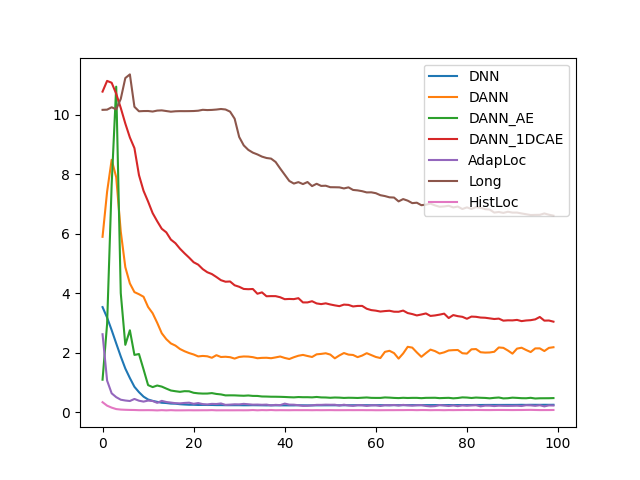 DNN
DANN
DANN_AE
DANN_1DCAE
AdapLoc
Long
HistLoc
10
8
6
4
2
0
0 20 40 60 80 100